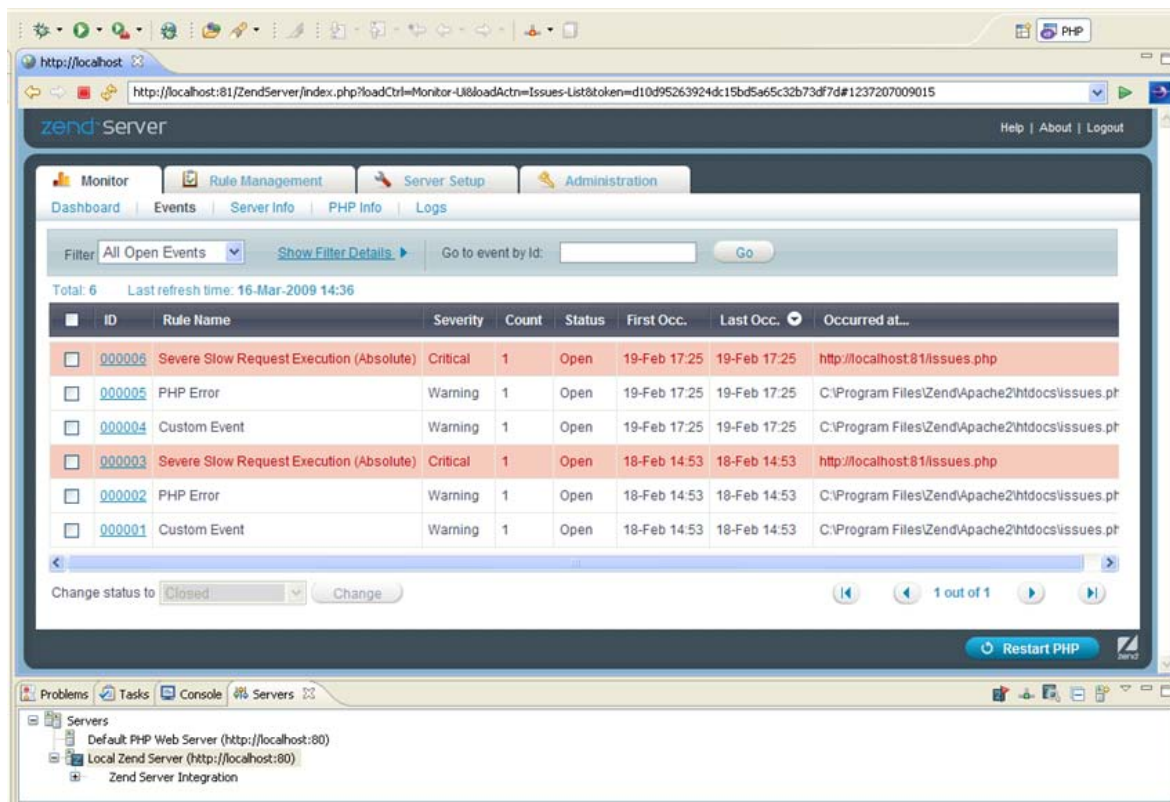 PHP
http://localhost
http://localhost:81/ZendServer/index.php?loadCtrl=Monitor-UI&loadActn=Issues-List&token=d10d95263924dc15bd5a65c32b73df7d#1237207009015
zend Server
Help | About | Logout
Monitor Rule Management Server Setup Administration
Dashboard | Events | Server Info | PHP Info | Logs
Filter All Open Events Show Filter Details Go to event by Id: Go
Total: 6 Last refresh time: 16-Mar-2009 14:36
ID Rule Name Severity Count Status First Occ. Last Occ. Occurred at...
000006 Severe Slow Request Execution (Absolute) Critical 1 Open 19-Feb 17:25 19-Feb 17:25 http://localhost:81/issues.php
000005 PHP Error Warning 1 Open 19-Feb 17:25 19-Feb 17:25 C:\Program Files\Zend\Apache2\htdocs\issues.ph
000004 Custom Event Warning 1 Open 19-Feb 17:25 19-Feb 17:25 C:\Program Files\Zend\Apache2\htdocs\issues.ph
000003 Severe Slow Request Execution (Absolute) Critical 1 Open 18-Feb 14:53 18-Feb 14:53 http://localhost:81/issues.php
000002 PHP Error Warning 1 Open 18-Feb 14:53 18-Feb 14:53 C:\Program Files\Zend\Apache2\htdocs\issues.ph
000001 Custom Event Warning 1 Open 18-Feb 14:53 18-Feb 14:53 C:\Program Files\Zend\Apache2\htdocs\issues.ph
Change status to Closed Change 1 out of 1
Restart PHP zend
Problems Tasks Console Servers
Servers
Default PHP Web Server (http://localhost:80)
Local Zend Server (http://localhost:80)
Zend Server Integration